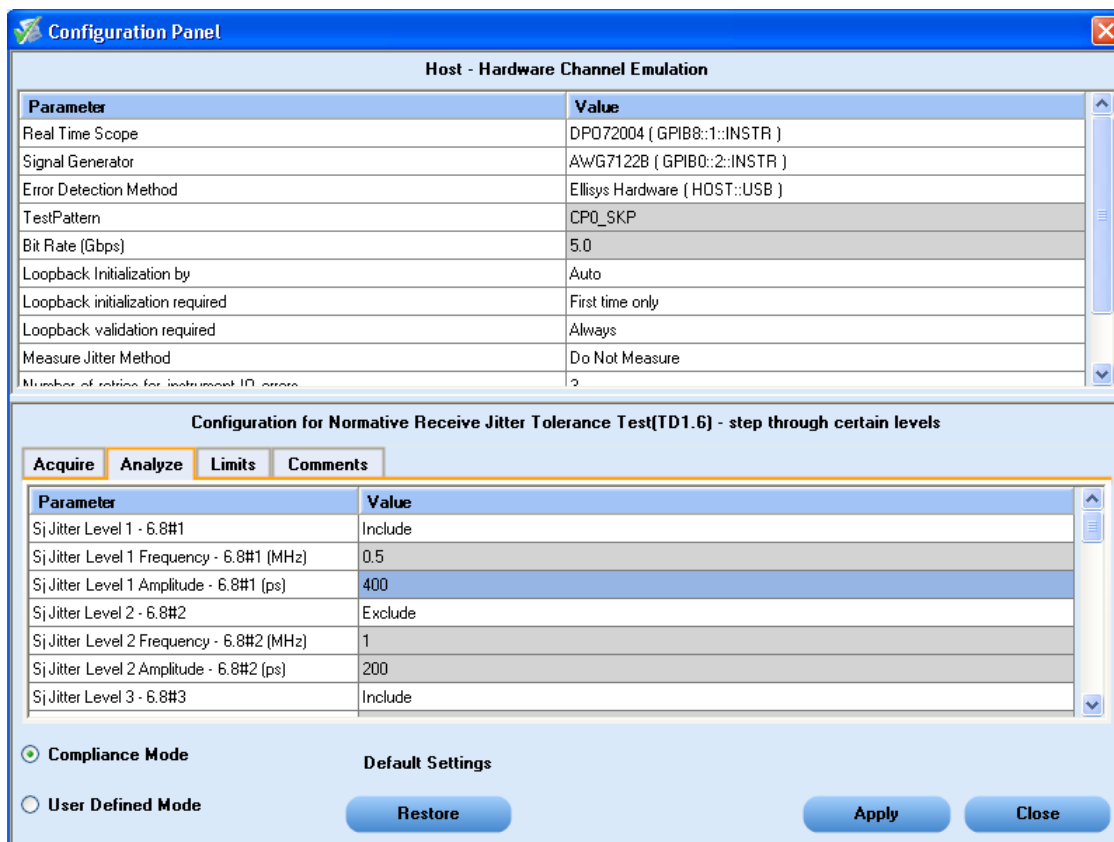 Configuration Panel
Host - Hardware Channel Emulation
Parameter Value
Real Time Scope DPO72004 ( GPIB8::1::INSTR )
Signal Generator AWG7122B ( GPIB0::2::INSTR )
Error Detection Method Ellisys Hardware ( HOST::USB )
TestPattern CP0_SKP
Bit Rate (Gbps) 5.0
Loopback Initialization by Auto
Loopback initialization required First time only
Loopback validation required Always
Measure Jitter Method Do Not Measure
Number of retries for instrument IO errors
Configuration for Normative Receive Jitter Tolerance Test(TD1.6) - step through certain levels
Acquire Analyze Limits Comments
Parameter Value
Sj Jitter Level 1 - 6.8#1 Include
Sj Jitter Level 1 Frequency - 6.8#1 (MHz) 0.5
Sj Jitter Level 1 Amplitude - 6.8#1 (ps) 400
Sj Jitter Level 2 - 6.8#2 Exclude
Sj Jitter Level 2 Frequency - 6.8#2 (MHz) 1
Sj Jitter Level 2 Amplitude - 6.8#2 (ps) 200
Sj Jitter Level 3 - 6.8#3 Include
Compliance Mode Default Settings
User Defined Mode Restore Apply Close